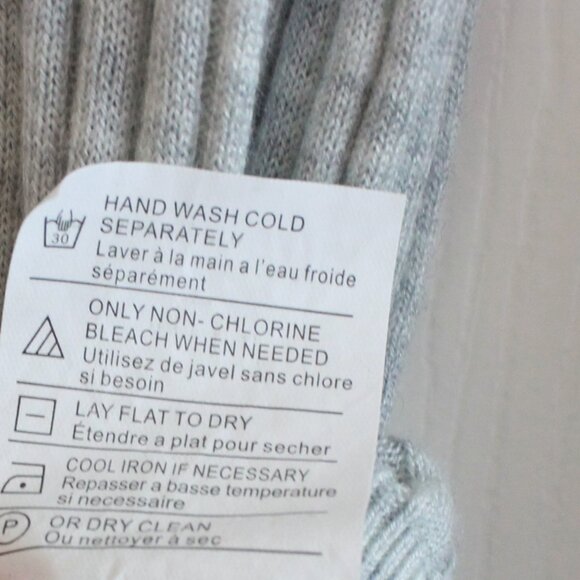 HAND WASH COLD
SEPARATELY
30
Laver à la main a l'eau froide
séparément
ONLY NON- CHLORINE
BLEACH WHEN NEEDED
Utilisez de javel sans chlore
si besoin
LAY FLAT TO DRY
Étendre a plat pour secher
COOL IRON IF NECESSARY
Repasser a basse temperature
si necessaire
P
OR DRY CLEAN
Ou nettoyer à sec